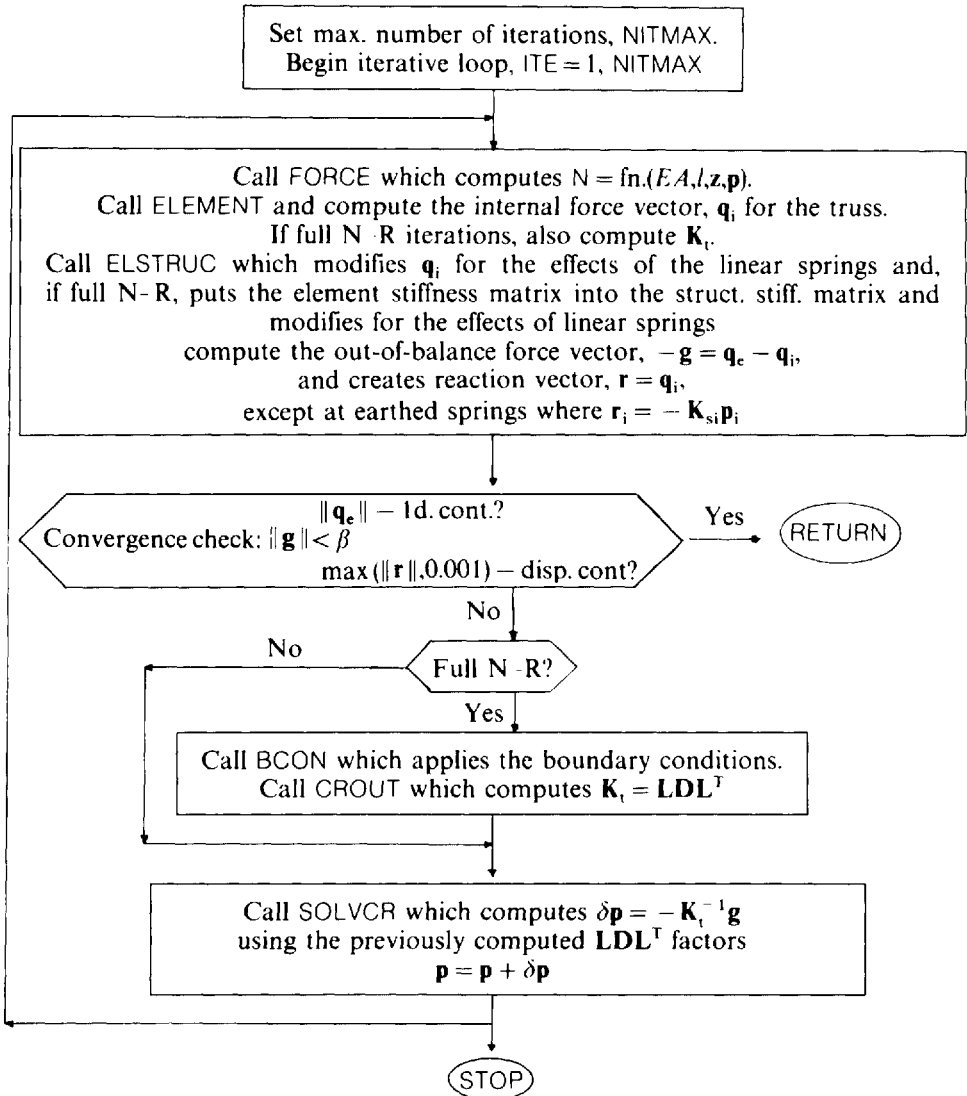 Set max. number of iterations, NITMAX.
Begin iterative loop, ITE = 1, NITMAX
Call FORCE which computes N = fn.(EA,l,z,p).
Call ELEMENT and compute the internal force vector, qᵢ for the truss.
If full N-R iterations, also compute Kₜ.
Call ELSTRUC which modifies qᵢ for the effects of the linear springs and,
if full N-R, puts the element stiffness matrix into the struct. stiff. matrix and
modifies for the effects of linear springs
compute the out-of-balance force vector, −g = qₑ − qᵢ,
and creates reaction vector, r = qᵢ,
except at earthed springs where rᵢ = − Kₛᵢpᵢ
‖qₑ‖ − ld. cont.?
Convergence check: ‖g‖ < β
max (‖r‖,0.001) − disp. cont?
Yes
RETURN
No
No
Full N-R?
Yes
Call BCON which applies the boundary conditions.
Call CROUT which computes Kₜ = LDLᵀ
Call SOLVCR which computes δp = − Kₜ⁻¹g
using the previously computed LDLᵀ factors
p = p + δp
STOP